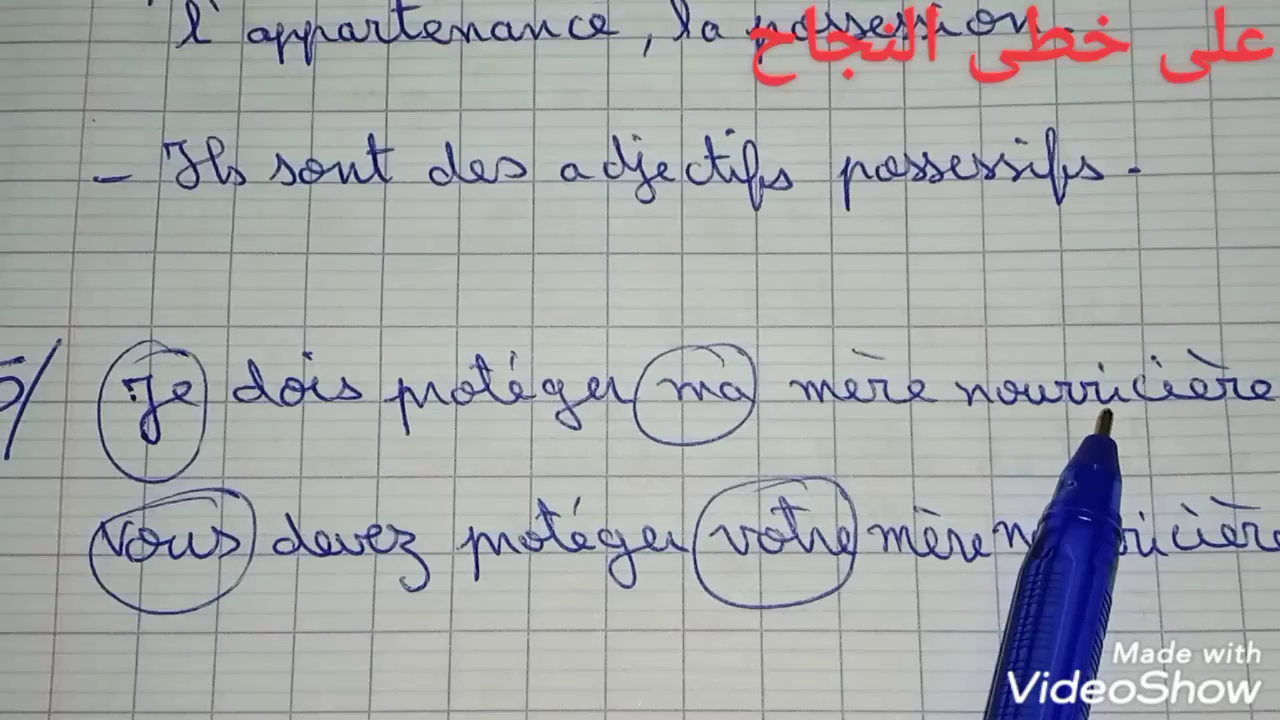 l'appartenance, la possession.
على خطى النجاح
- Ils sont des adjectifs possessifs.
5/ Je dois protéger ma mère nourricière
Vous devez protéger votre mère nourricière
Made with
VideoShow